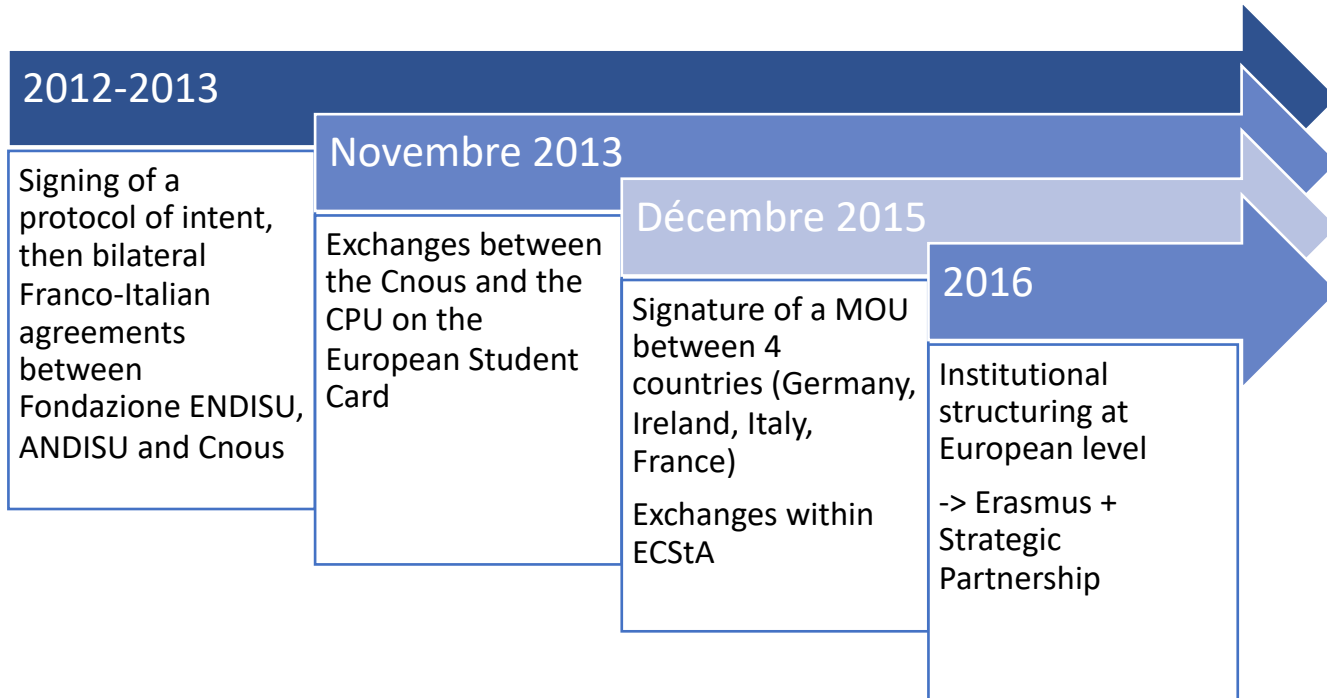 2012-2013
Signing of a
protocol of intent,
then bilateral
Franco-Italian
agreements
between
Fondazione ENDISU,
ANDISU and Cnous
Novembre 2013
Exchanges between
the Cnous and the
CPU on the
European Student
Card
Décembre 2015
Signature of a MOU
between 4
countries (Germany,
Ireland, Italy,
France)
Exchanges within
ECStA
2016
Institutional
structuring at
European level
-> Erasmus +
Strategic
Partnership